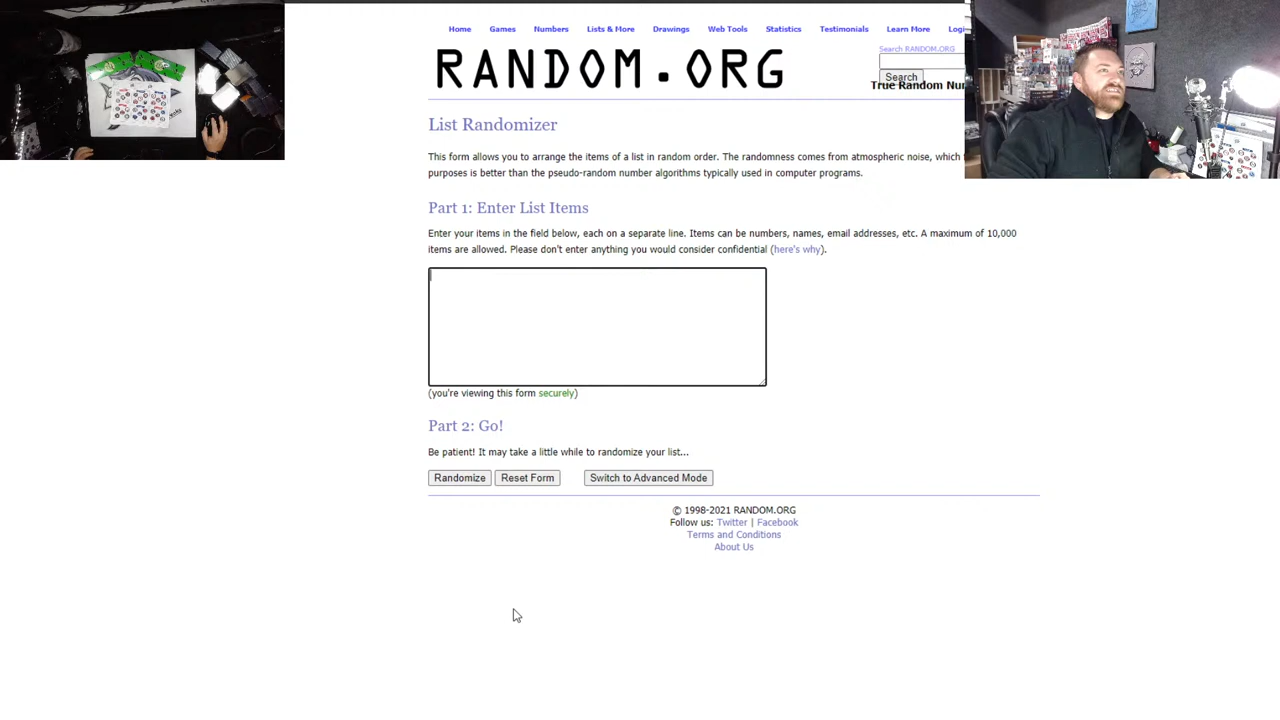 Home Games Numbers Lists & More Drawings Web Tools Statistics Testimonials Learn More Logi
Search RANDOM.ORG
RANDOM.ORG
Search
True Random Nu
List Randomizer
This form allows you to arrange the items of a list in random order. The randomness comes from atmospheric noise, which
purposes is better than the pseudo-random number algorithms typically used in computer programs.
Part 1: Enter List Items
Enter your items in the field below, each on a separate line. Items can be numbers, names, email addresses, etc. A maximum of 10,000
items are allowed. Please don't enter anything you would consider confidential (here's why).
(you're viewing this form securely)
Part 2: Go!
Be patient! It may take a little while to randomize your list...
Randomize Reset Form Switch to Advanced Mode
© 1998-2021 RANDOM.ORG
Follow us: Twitter | Facebook
Terms and Conditions
About Us